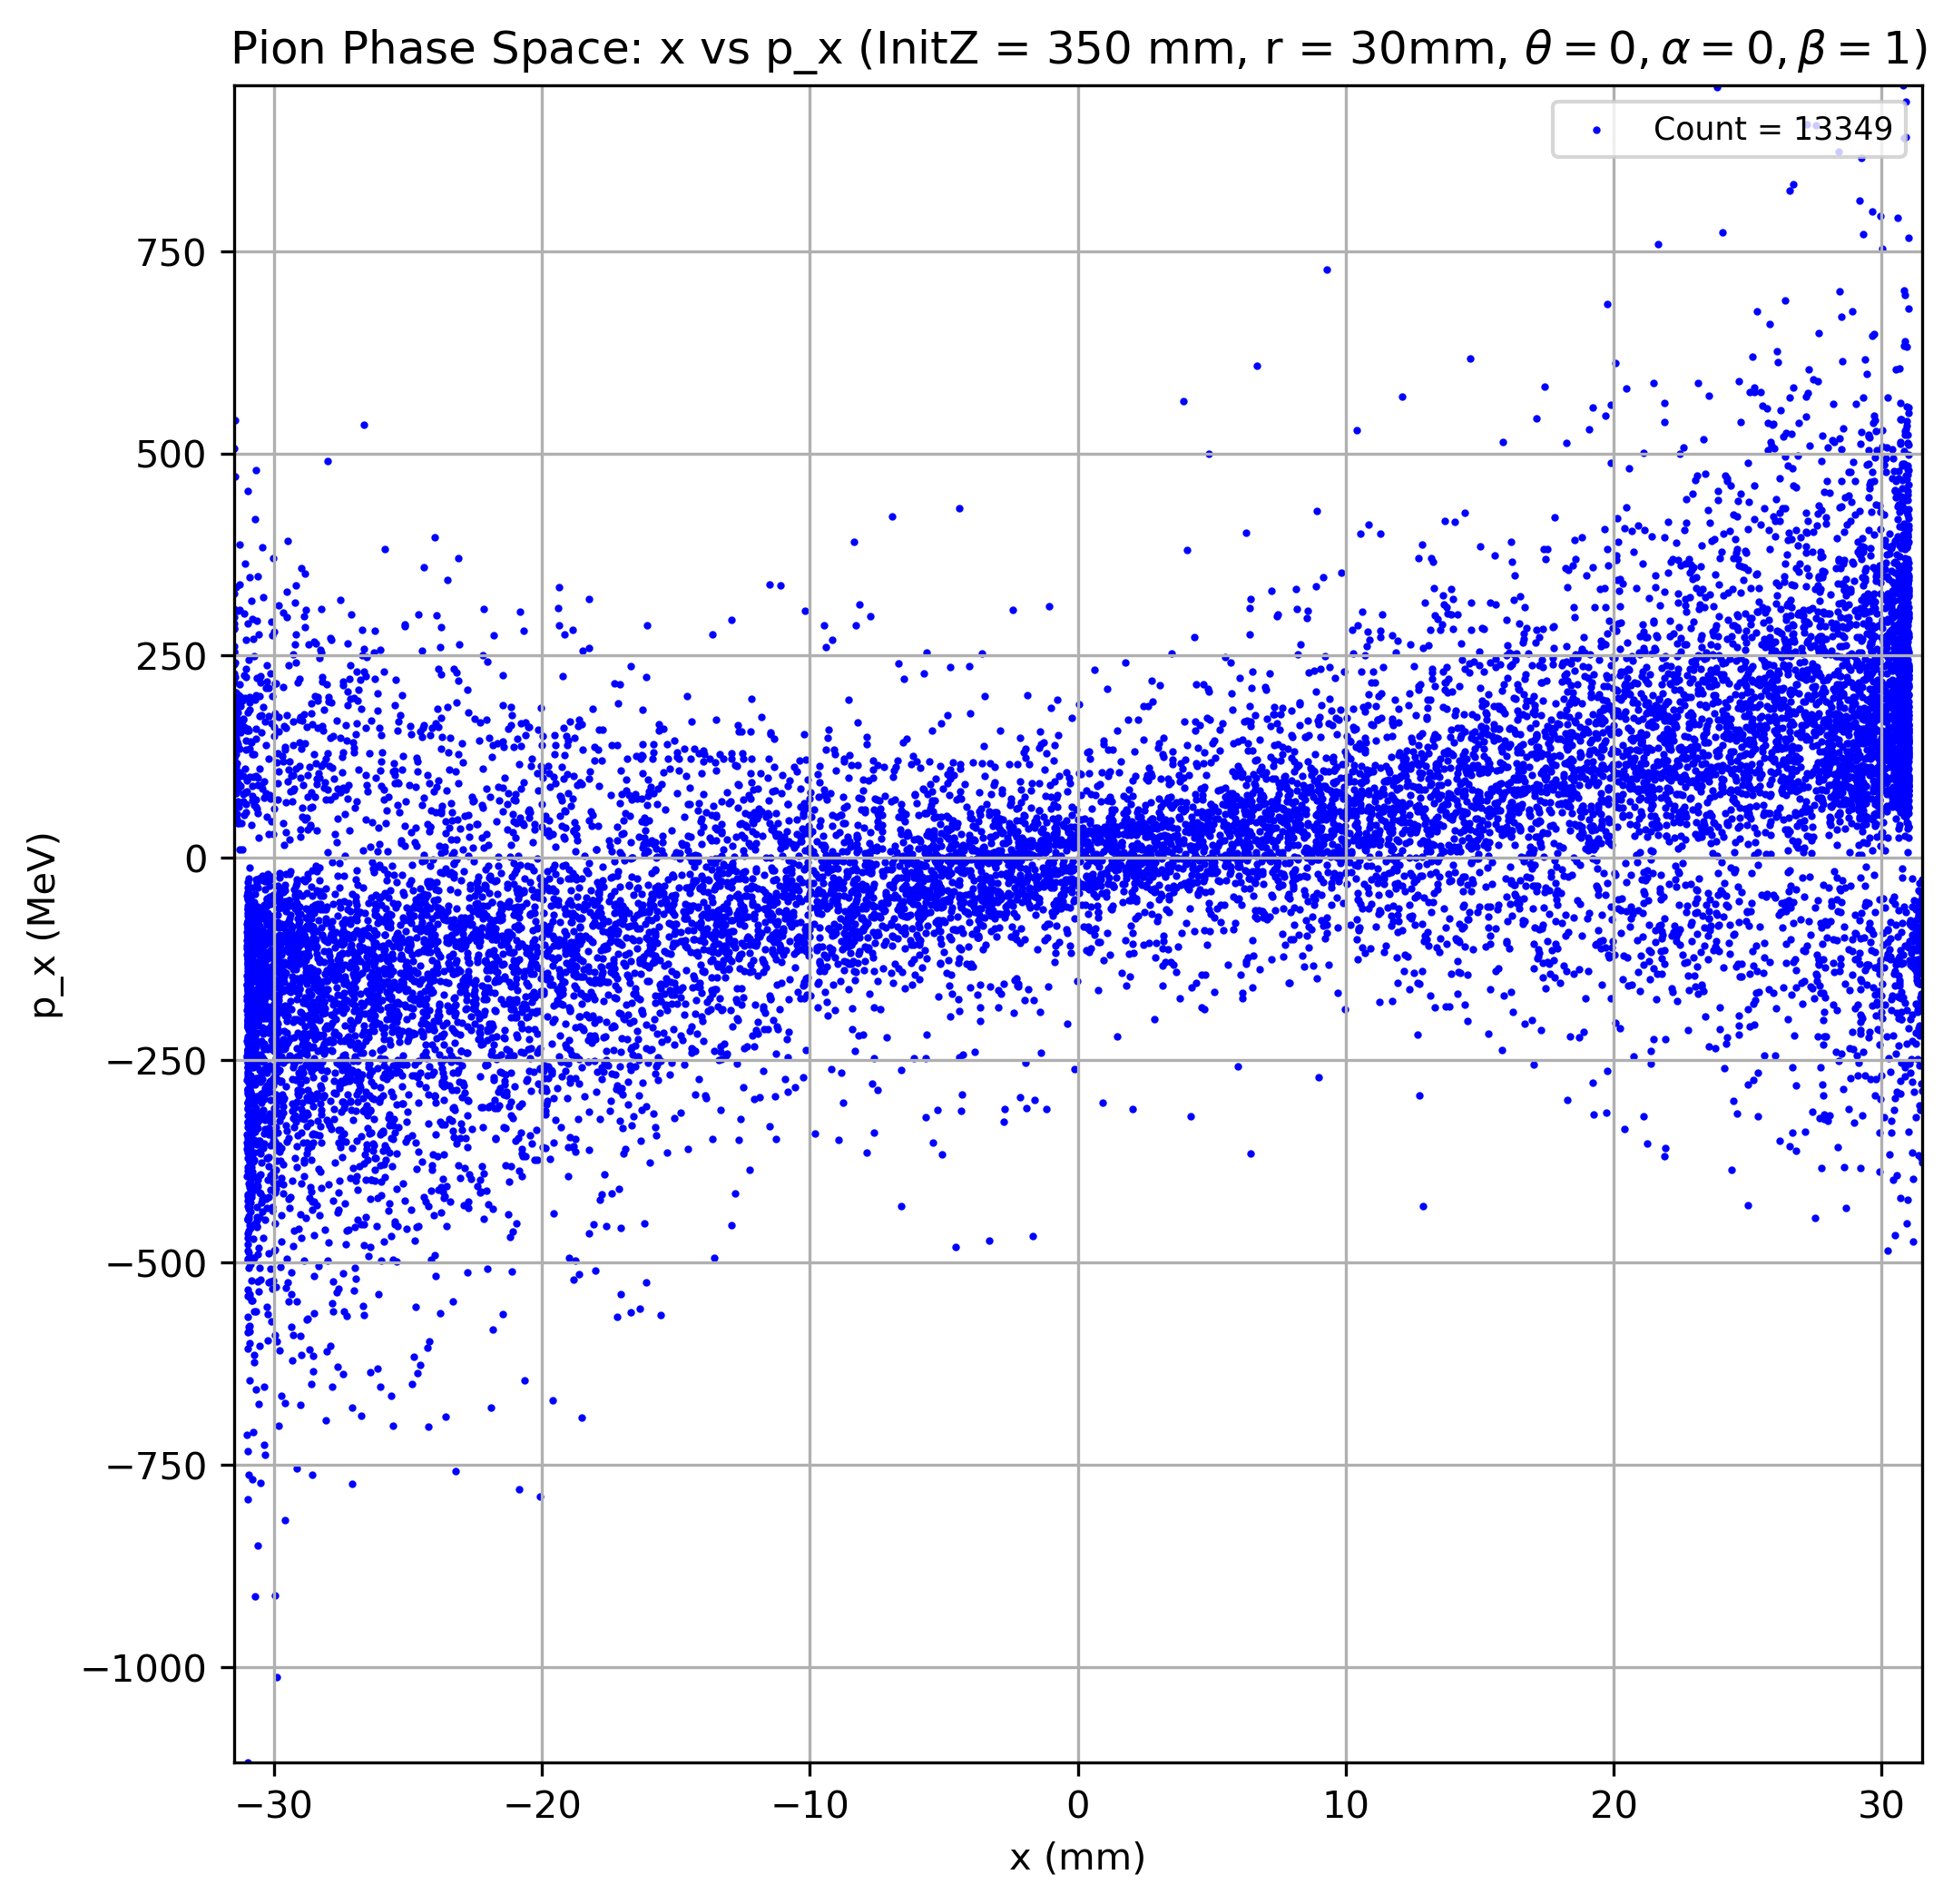 Pion Phase Space: x vs p_x (InitZ = 350 mm, r = 30mm, θ = 0, α = 0, β = 1)
Count = 13349
750
500
250
0
−250
−500
−750
−1000
p_x (MeV)
−30 −20 −10 0 10 20 30
x (mm)